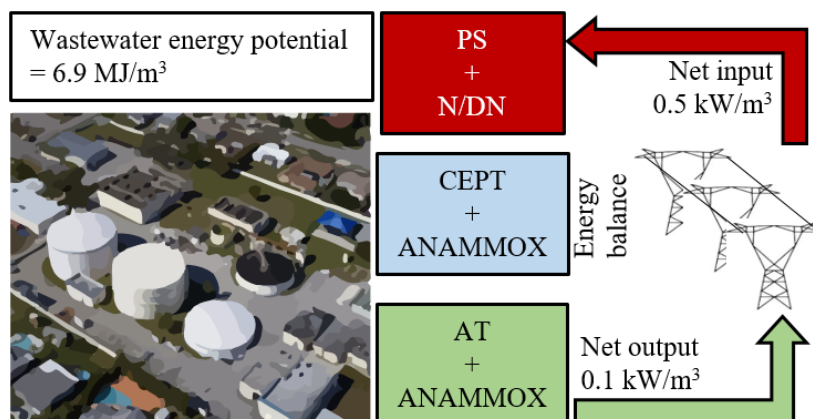 Wastewater energy potential
= 6.9 MJ/m³
PS
+
N/DN
Net input
0.5 kW/m³
CEPT
+
ANAMMOX
Energy
balance
AT
+
ANAMMOX
Net output
0.1 kW/m³